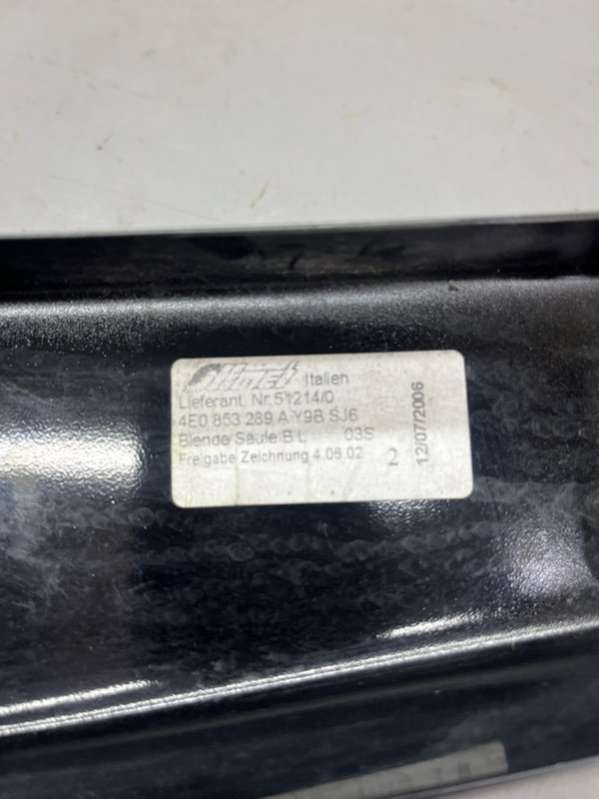 Italien
Lieferant. Nr.51214/0
4E0 853 289 A Y9B SJ6
Blende Säule B L 03S
Freigabe Zeichnung 4.06.02 2
12/07/2006